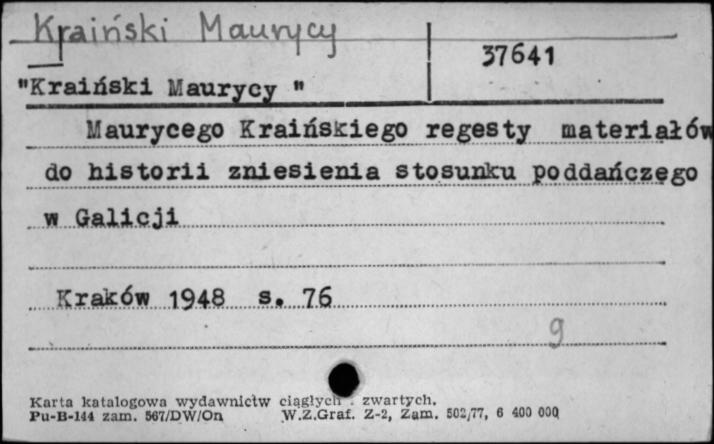 Kraiński Maurycy
37641
"Kraiński Maurycy "
Maurycego Kraińskiego regesty materiałów
do historii zniesienia stosunku poddańczego
w Galicji
Kraków 1948 s. 76
9
Karta katalogowa wydawnictw ciągłych i zwartych.
Pu-B-144 zam. 567/DW/On W.Z.Graf. Z-2, Zam. 502/77, 6 400 000